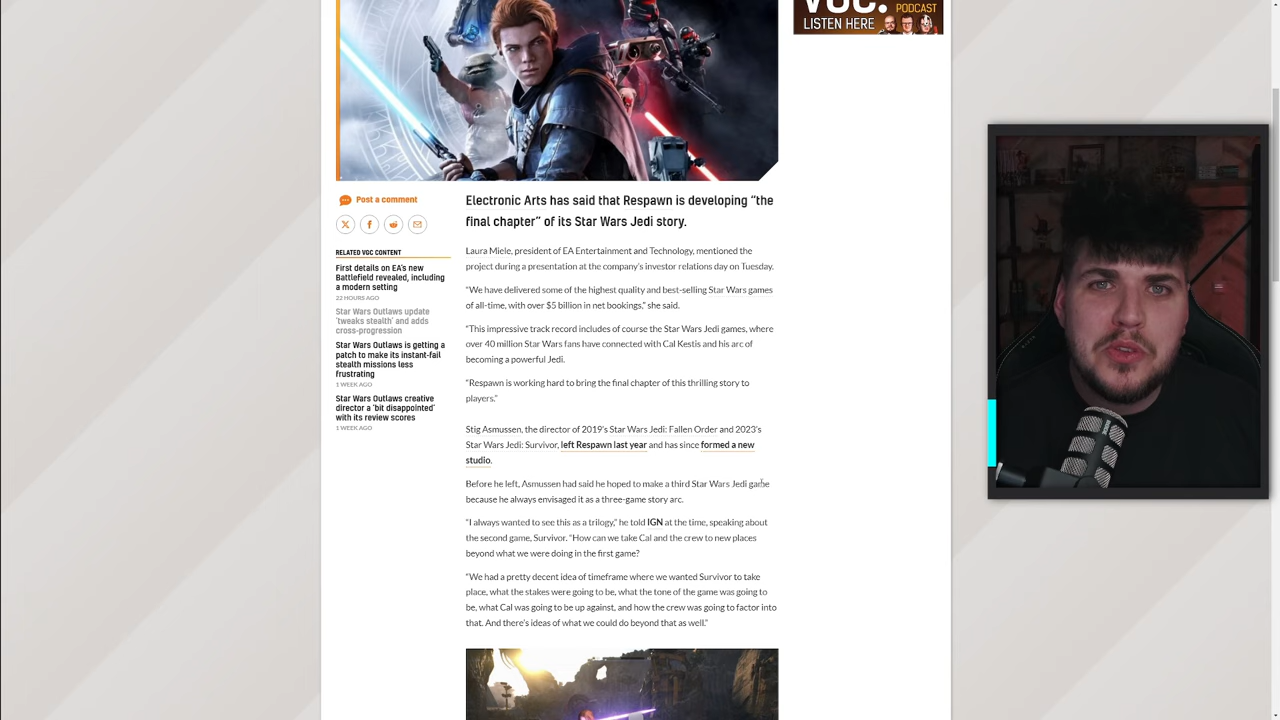 VGC.
PODCAST
LISTEN HERE
Post a comment
RELATED VGC CONTENT
First details on EA's new
Battlefield revealed, including
a modern setting
22 HOURS AGO
Star Wars Outlaws update
'tweaks stealth' and adds
cross-progression
Star Wars Outlaws is getting a
patch to make its instant-fail
stealth missions less
frustrating
1 WEEK AGO
Star Wars Outlaws creative
director a 'bit disappointed'
with its review scores
1 WEEK AGO
Electronic Arts has said that Respawn is developing “the
final chapter” of its Star Wars Jedi story.
Laura Miele, president of EA Entertainment and Technology, mentioned the
project during a presentation at the company's investor relations day on Tuesday.
“We have delivered some of the highest quality and best-selling Star Wars games
of all-time, with over $5 billion in net bookings,” she said.
“This impressive track record includes of course the Star Wars Jedi games, where
over 40 million Star Wars fans have connected with Cal Kestis and his arc of
becoming a powerful Jedi.
“Respawn is working hard to bring the final chapter of this thrilling story to
players.”
Stig Asmussen, the director of 2019's Star Wars Jedi: Fallen Order and 2023's
Star Wars Jedi: Survivor, left Respawn last year and has since formed a new
studio.
Before he left, Asmussen had said he hoped to make a third Star Wars Jedi game
because he always envisaged it as a three-game story arc.
“I always wanted to see this as a trilogy,” he told IGN at the time, speaking about
the second game, Survivor. “How can we take Cal and the crew to new places
beyond what we were doing in the first game?
“We had a pretty decent idea of timeframe where we wanted Survivor to take
place, what the stakes were going to be, what the tone of the game was going to
be, what Cal was going to be up against, and how the crew was going to factor into
that. And there's ideas of what we could do beyond that as well.”